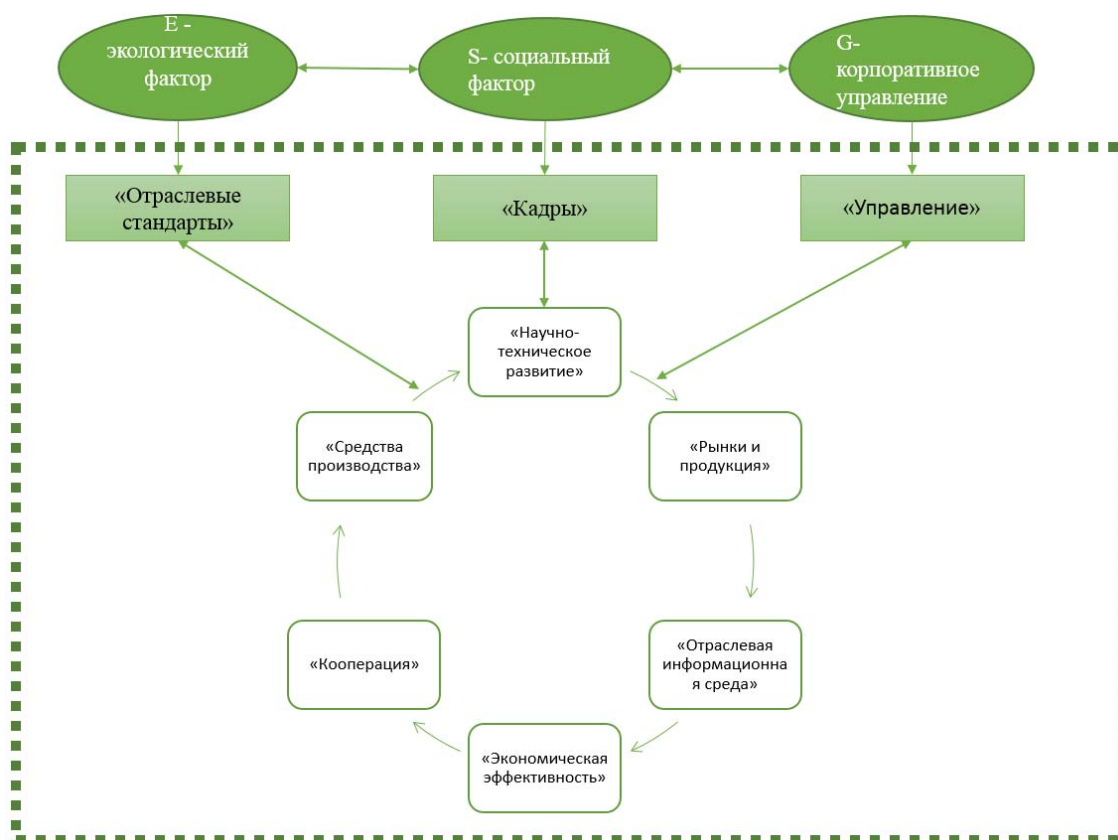 E -
экологический
фактор
S- социальный
фактор
G-
корпоративное
управление
«Отраслевые
стандарты»
«Кадры»
«Управление»
«Научно-
техническое
развитие»
«Средства
производства»
«Рынки и
продукция»
«Кооперация»
«Отраслевая
информационна
я среда»
«Экономическая
эффективность»